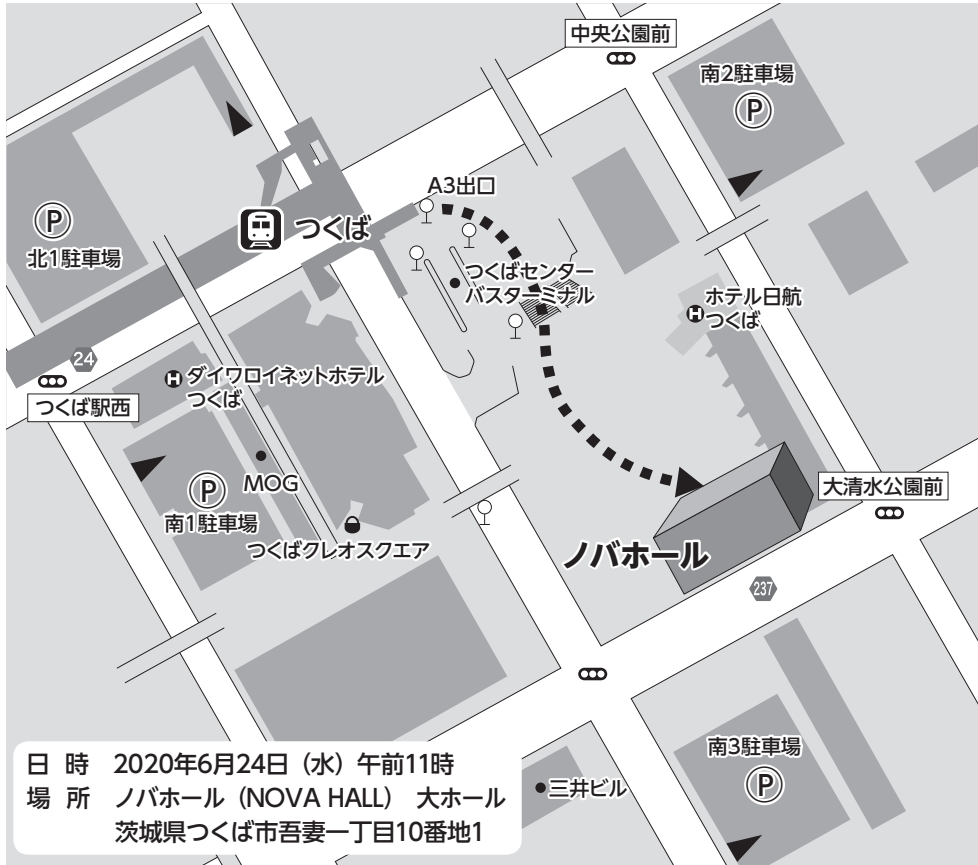 中央公園前
南2駐車場
P
A3出口
P
北1駐車場
つくば
つくばセンター
バスターミナル
H
ホテル日航
つくば
24
つくば駅西
H
ダイワロイネットホテル
つくば
MOG
P
南1駐車場
つくばクレオスクエア
大清水公園前
ノバホール
237
南3駐車場
P
三井ビル
日 時 2020年6月24日（水）午前11時
場 所 ノバホール（NOVA HALL） 大ホール
茨城県つくば市吾妻一丁目10番地1